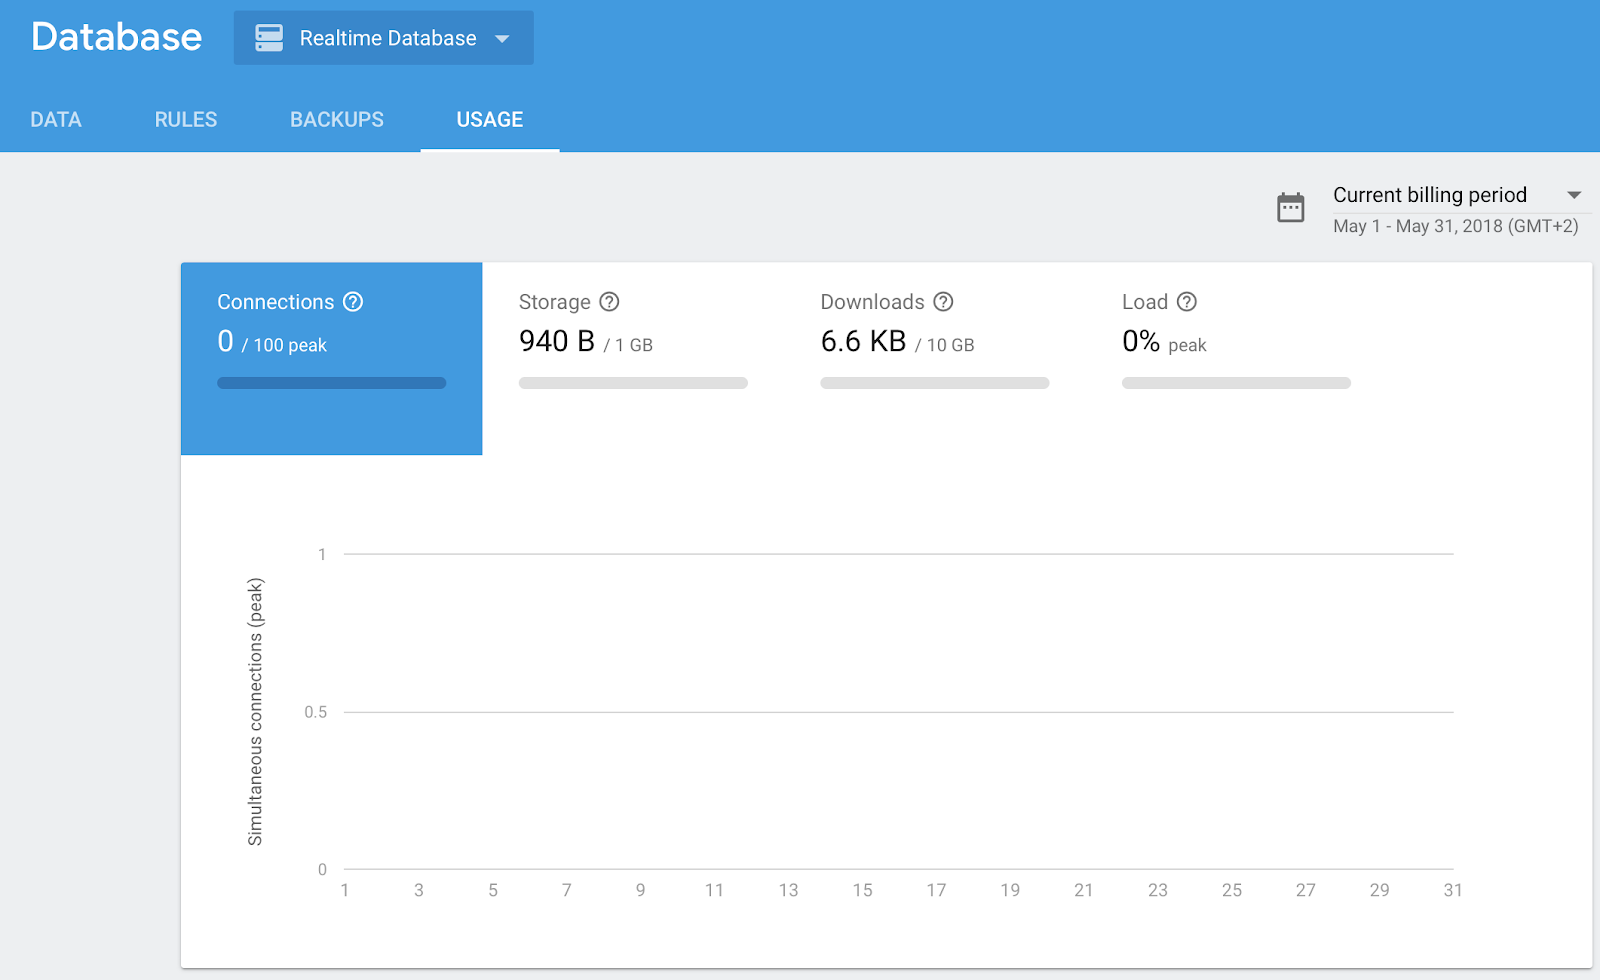 Database
Realtime Database
DATA RULES BACKUPS USAGE
Current billing period
May 1 - May 31, 2018 (GMT+2)
Connections
0 / 100 peak
Storage
940 B / 1 GB
Downloads
6.6 KB / 10 GB
Load
0% peak
Simultaneous connections (peak)
1
0.5
0
1 3 5 7 9 11 13 15 17 19 21 23 25 27 29 31